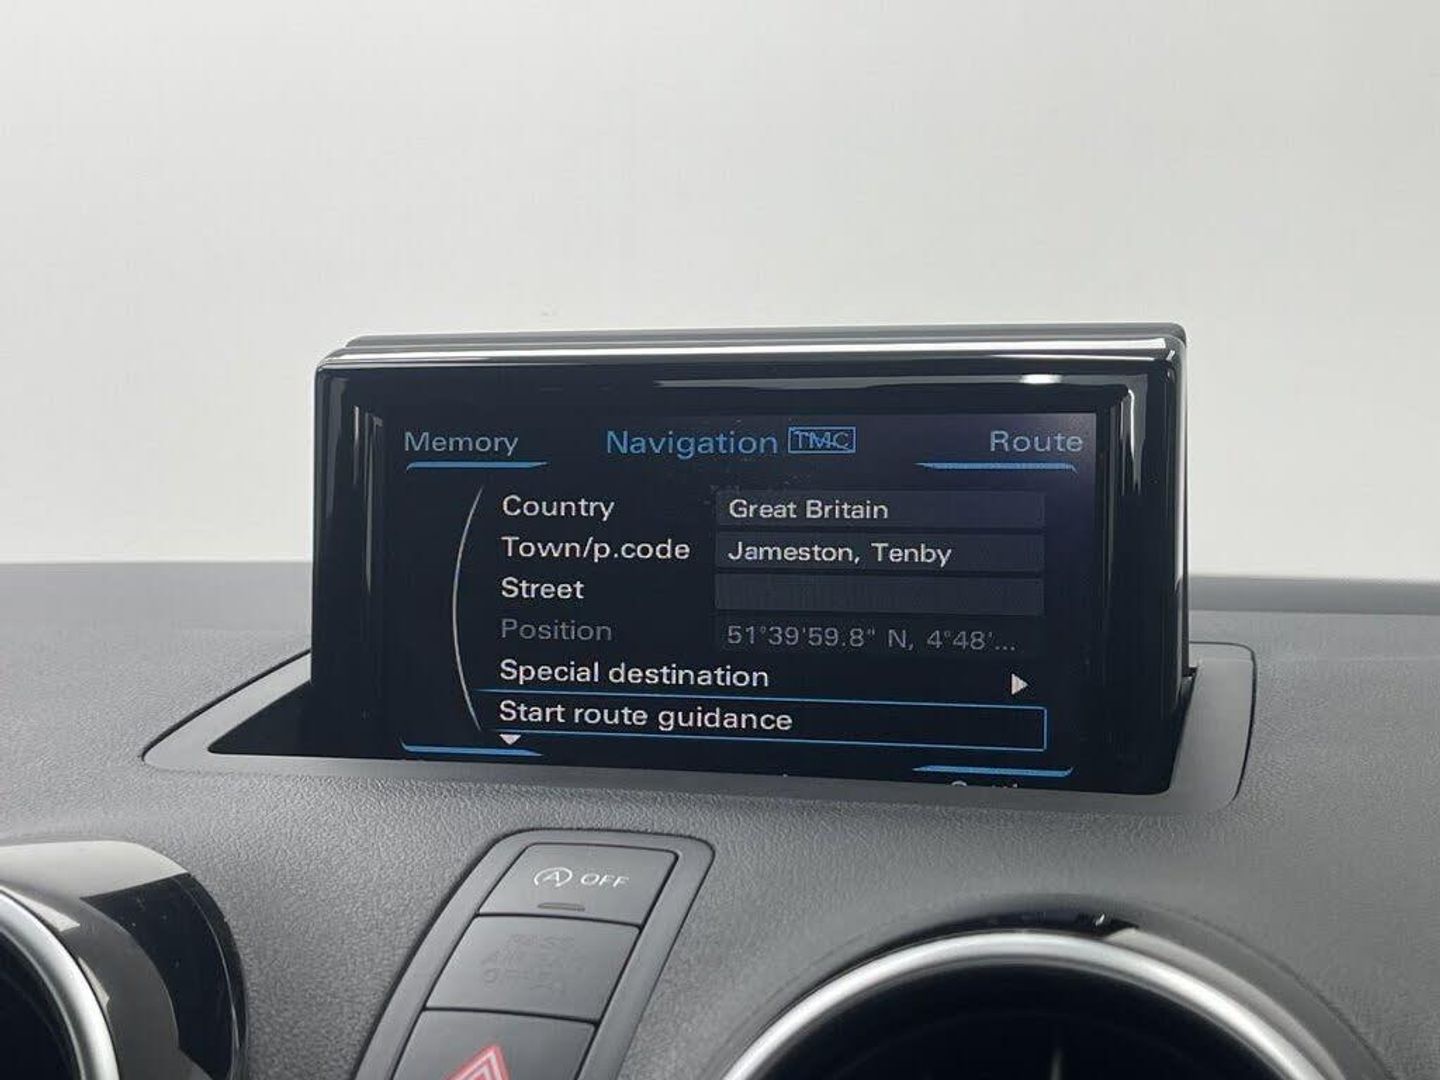 Memory Navigation TMC Route
Country Great Britain
Town/p.code Jameston, Tenby
Street
Position 51°39'59.8" N, 4°48'...
Special destination
Start route guidance
A OFF